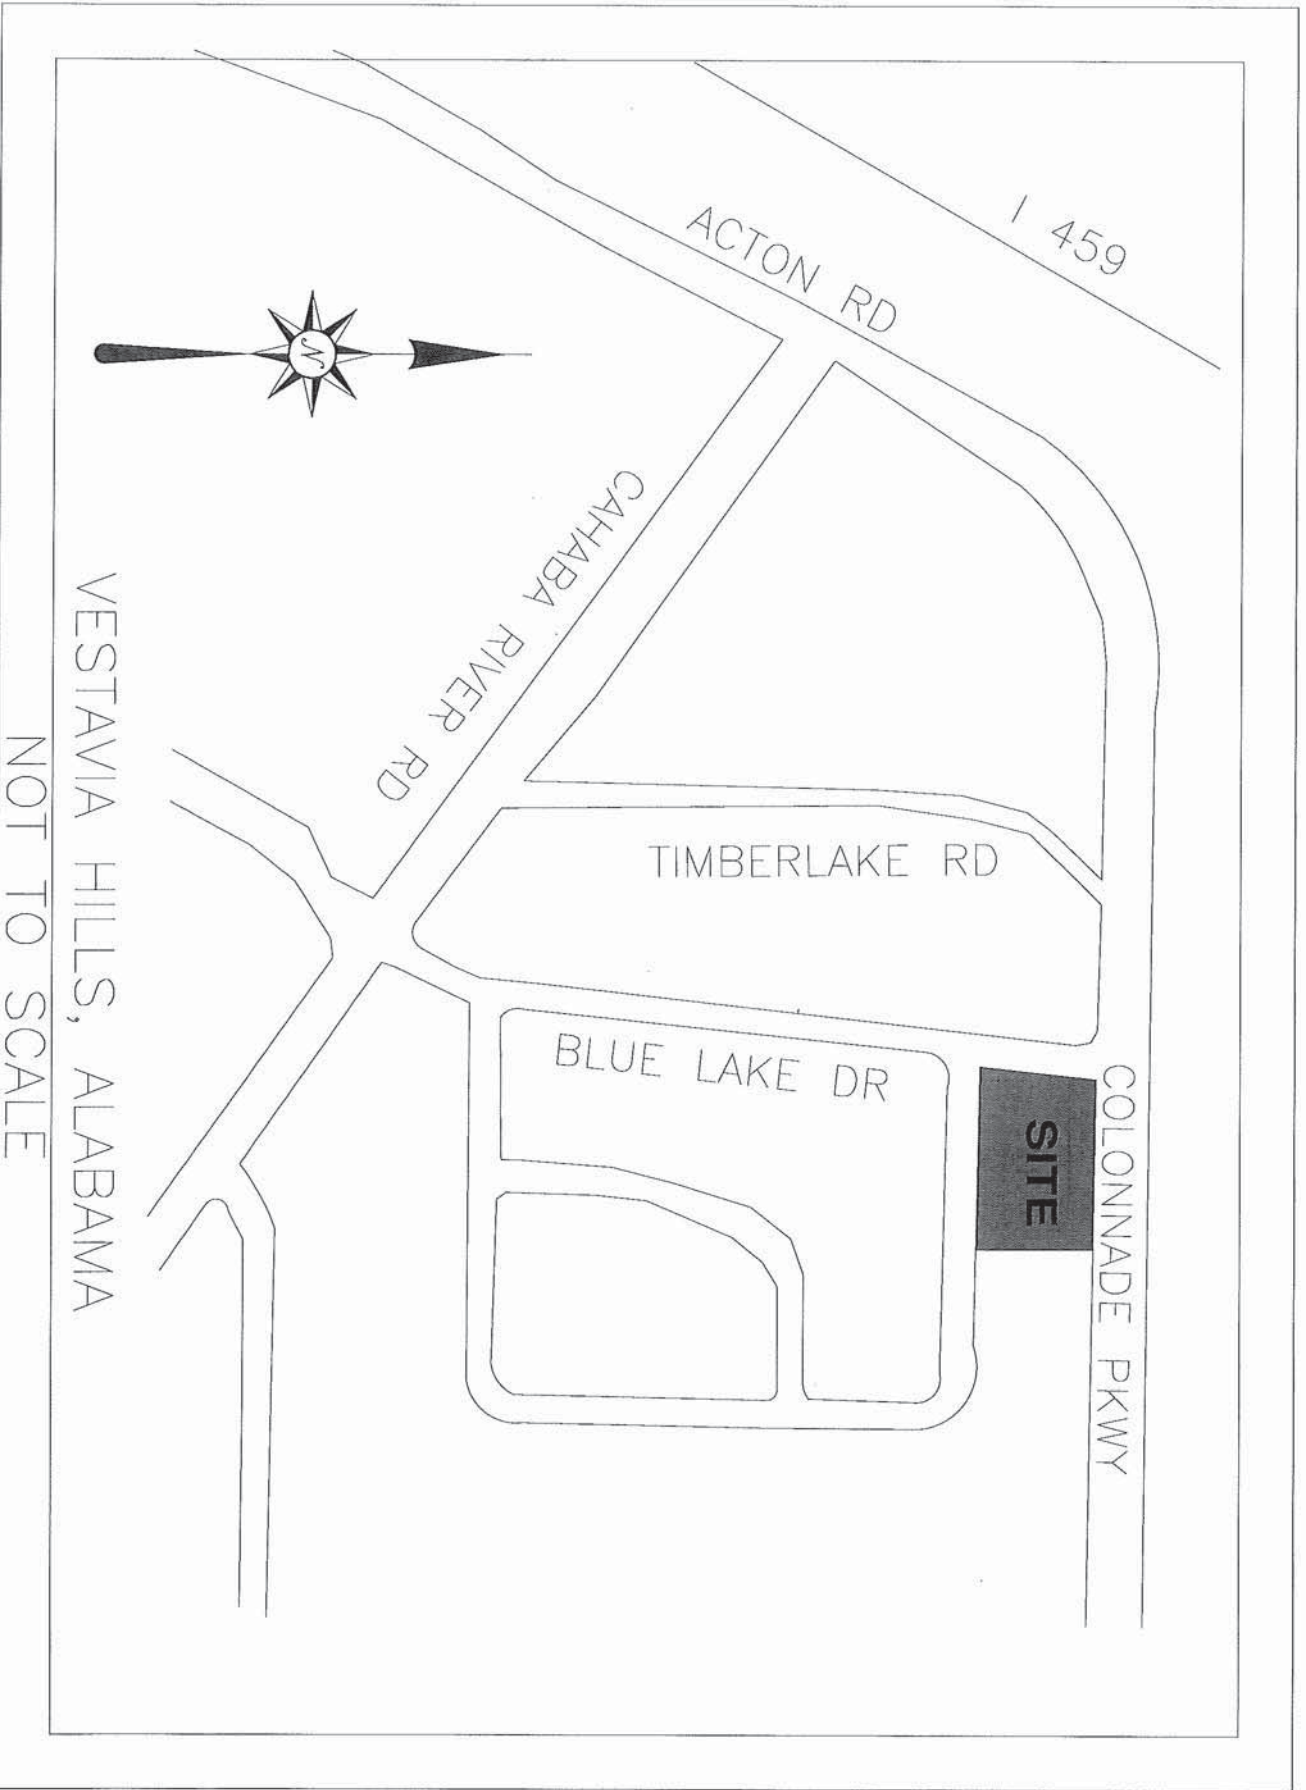 I 459
ACTON RD
COLONNADE PKWY
SITE
TIMBERLAKE RD
BLUE LAKE DR
CAHABA RIVER RD
N
VESTAVIA HILLS, ALABAMA
NOT TO SCALE